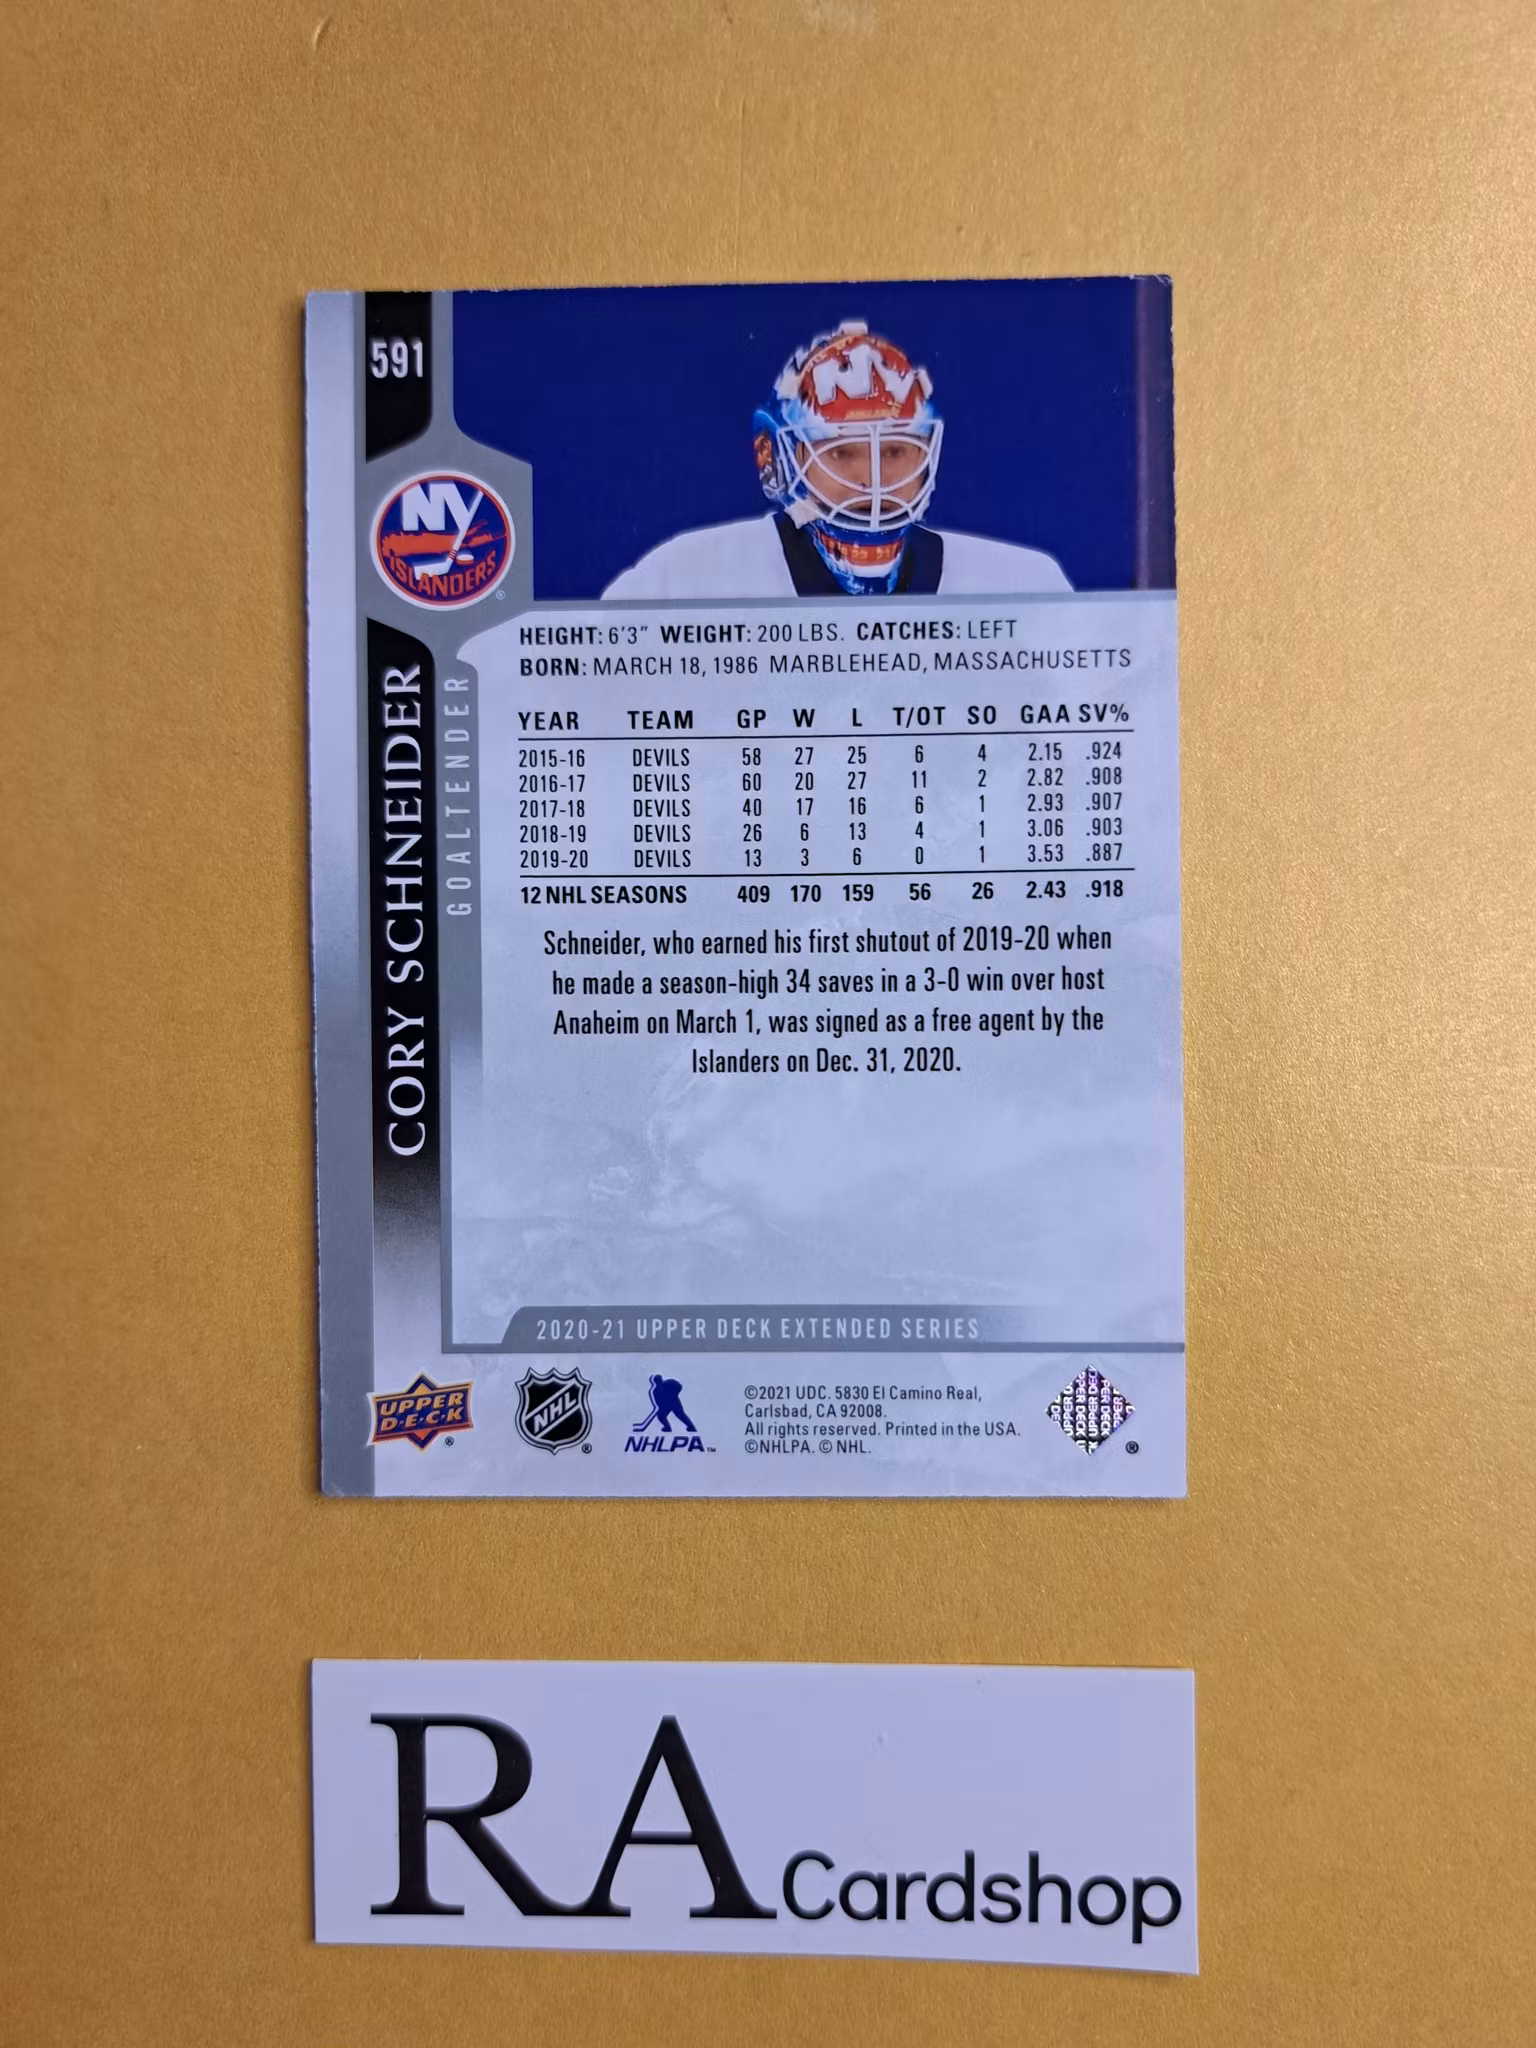 591
NY
ISLANDERS
®
CORY SCHNEIDER
GOALTENDER
HEIGHT: 6'3" WEIGHT: 200 LBS. CATCHES: LEFT
BORN: MARCH 18, 1986 MARBLEHEAD, MASSACHUSETTS
YEAR TEAM GP W L T/OT SO GAA SV%
2015-16 DEVILS 58 27 25 6 4 2.15 .924
2016-17 DEVILS 60 20 27 11 2 2.82 .908
2017-18 DEVILS 40 17 16 6 1 2.93 .907
2018-19 DEVILS 26 6 13 4 1 3.06 .903
2019-20 DEVILS 13 3 6 0 1 3.53 .887
12 NHL SEASONS 409 170 159 56 26 2.43 .918
Schneider, who earned his first shutout of 2019-20 when
he made a season-high 34 saves in a 3-0 win over host
Anaheim on March 1, was signed as a free agent by the
Islanders on Dec. 31, 2020.
2020-21 UPPER DECK EXTENDED SERIES
UPPER
D·E·C·K
®
NHL
®
NHLPA™
©2021 UDC. 5830 El Camino Real,
Carlsbad, CA 92008.
All rights reserved. Printed in the USA.
©NHLPA. © NHL.
®
RA Cardshop